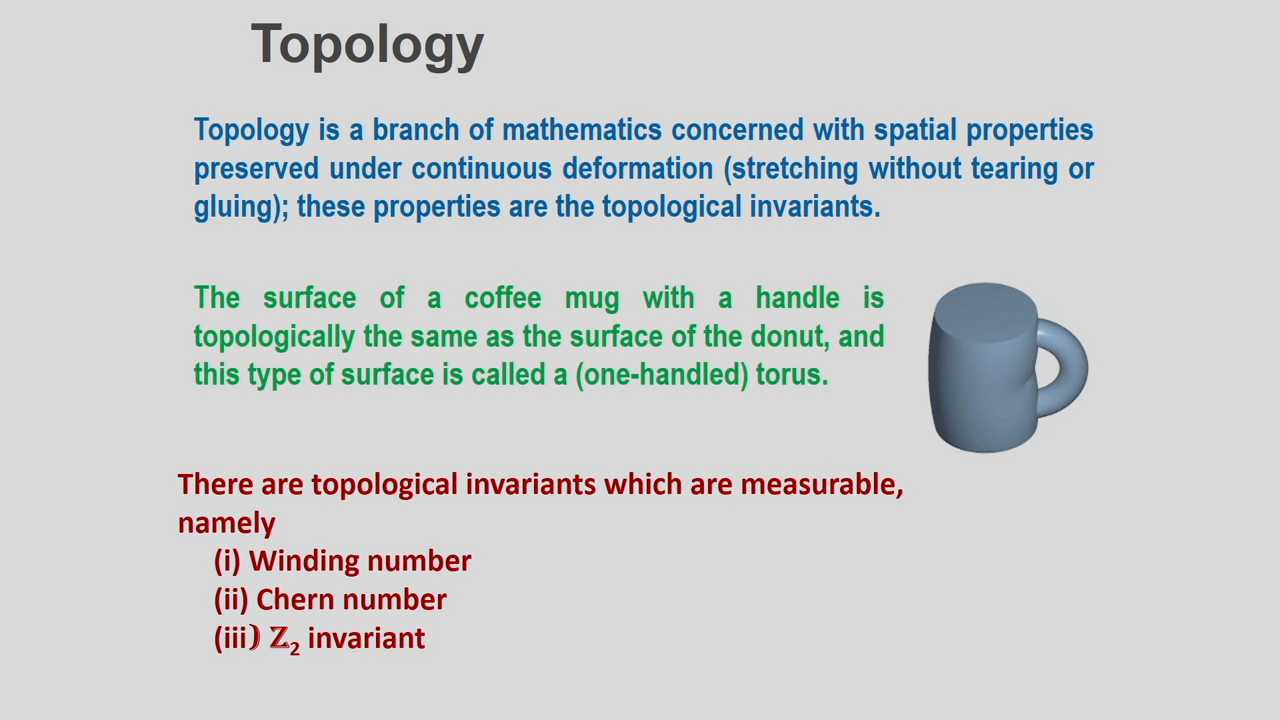 Topology
Topology is a branch of mathematics concerned with spatial properties
preserved under continuous deformation (stretching without tearing or
gluing); these properties are the topological invariants.
The surface of a coffee mug with a handle is
topologically the same as the surface of the donut, and
this type of surface is called a (one-handled) torus.
There are topological invariants which are measurable,
namely
(i) Winding number
(ii) Chern number
(iii) ℤ₂ invariant